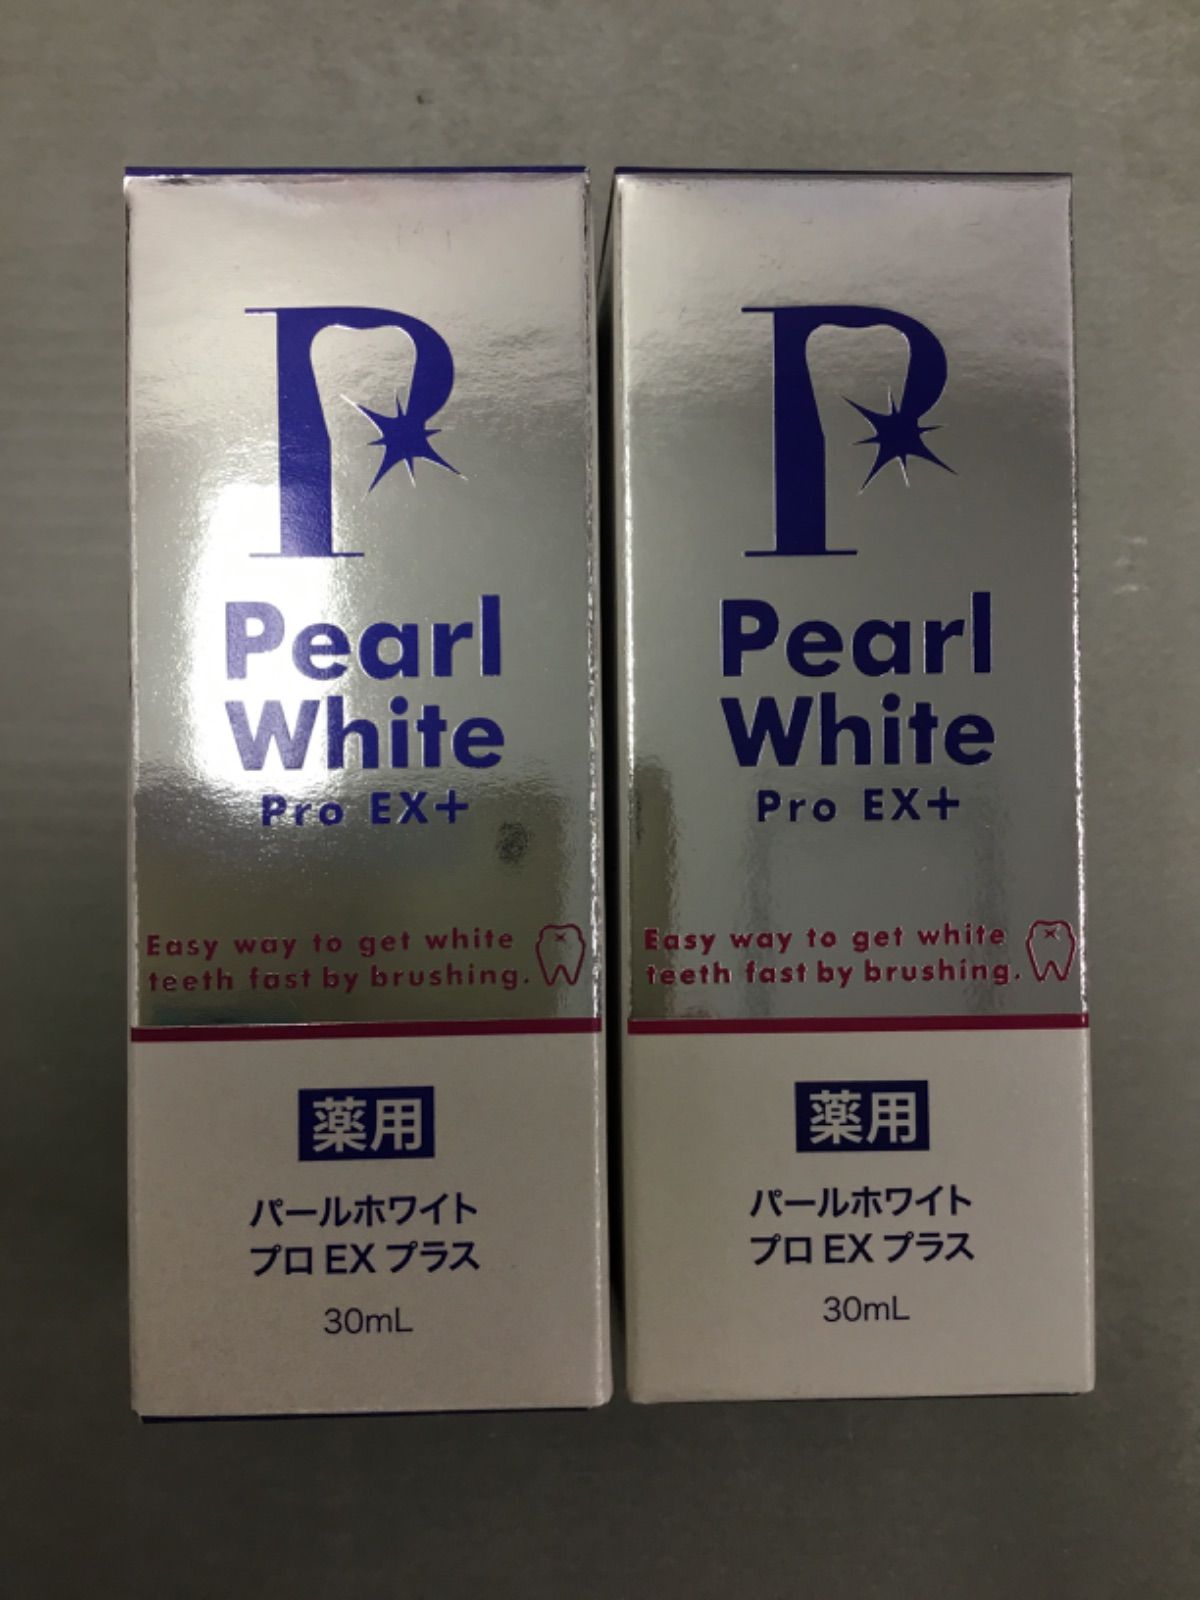 P
Pearl
White
Pro EX+
Easy way to get white
teeth fast by brushing.
薬用
パールホワイト
プロ EX プラス
30mL
P
Pearl
White
Pro EX+
Easy way to get white
teeth fast by brushing.
薬用
パールホワイト
プロ EX プラス
30mL